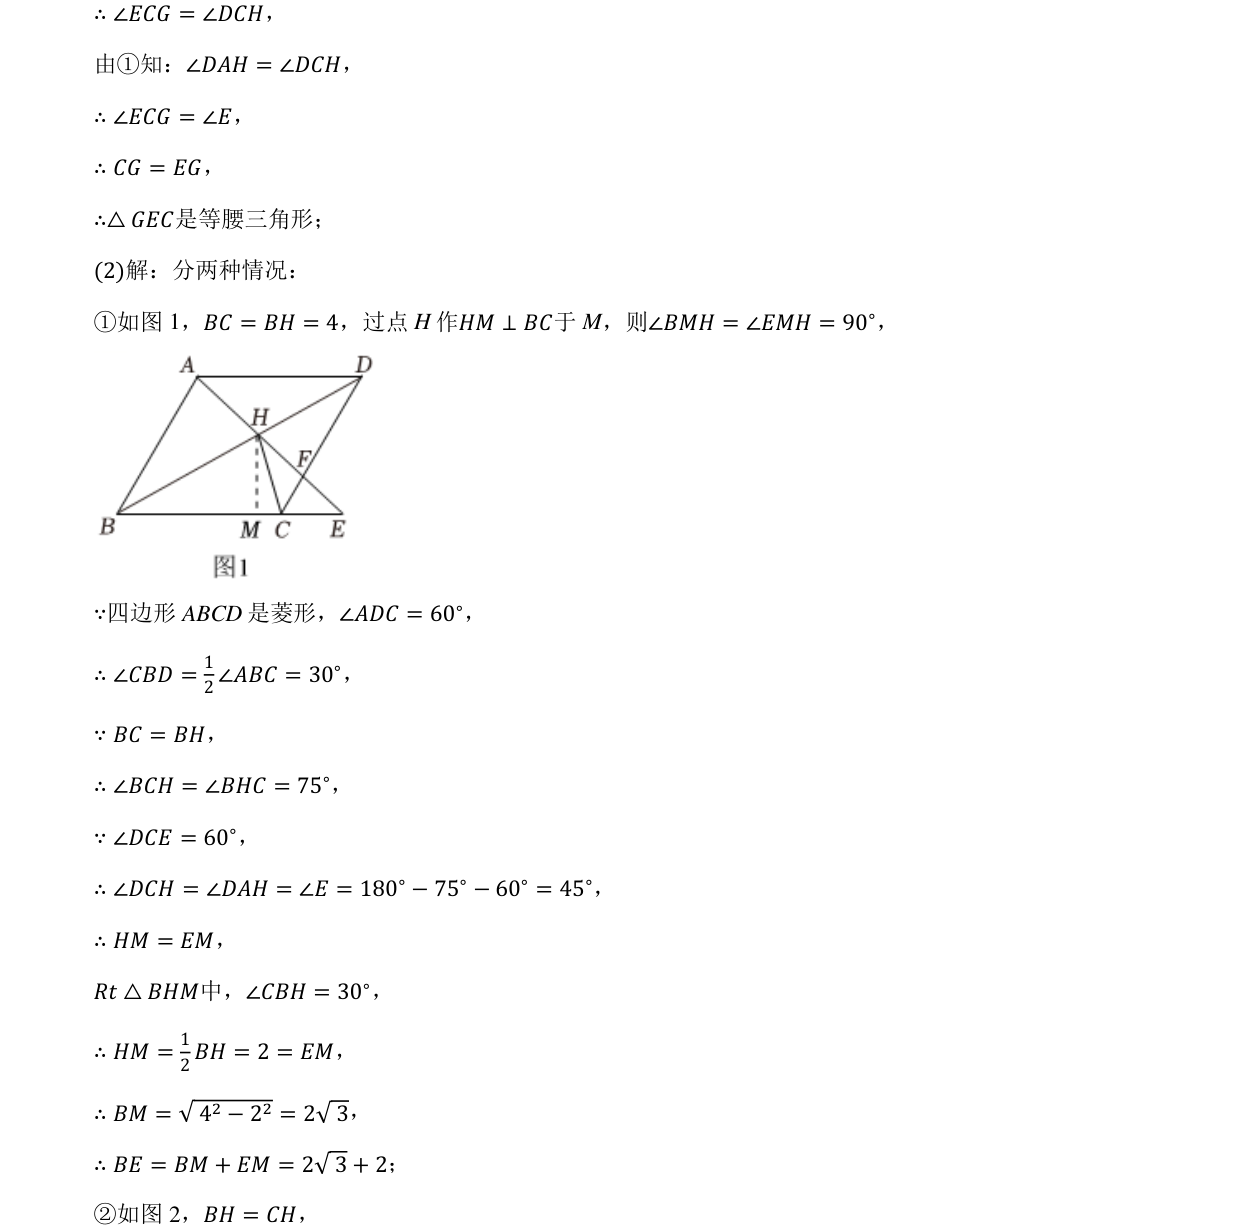 ∴ ∠ECG = ∠DCH，
由①知：∠DAH = ∠DCH，
∴ ∠ECG = ∠E，
∴ CG = EG，
∴△ GEC是等腰三角形；
(2)解：分两种情况：
①如图 1，BC = BH = 4，过点 H 作HM ⊥ BC于 M，则∠BMH = ∠EMH = 90°，
A D
H
F
B M C E
图1
∵四边形 ABCD 是菱形，∠ADC = 60°，
∴ ∠CBD = 1/2 ∠ABC = 30°，
∵ BC = BH，
∴ ∠BCH = ∠BHC = 75°，
∵ ∠DCE = 60°，
∴ ∠DCH = ∠DAH = ∠E = 180° − 75° − 60° = 45°，
∴ HM = EM，
Rt △ BHM中，∠CBH = 30°，
∴ HM = 1/2 BH = 2 = EM，
∴ BM = √(4² − 2²) = 2√3，
∴ BE = BM + EM = 2√3 + 2；
②如图 2，BH = CH，